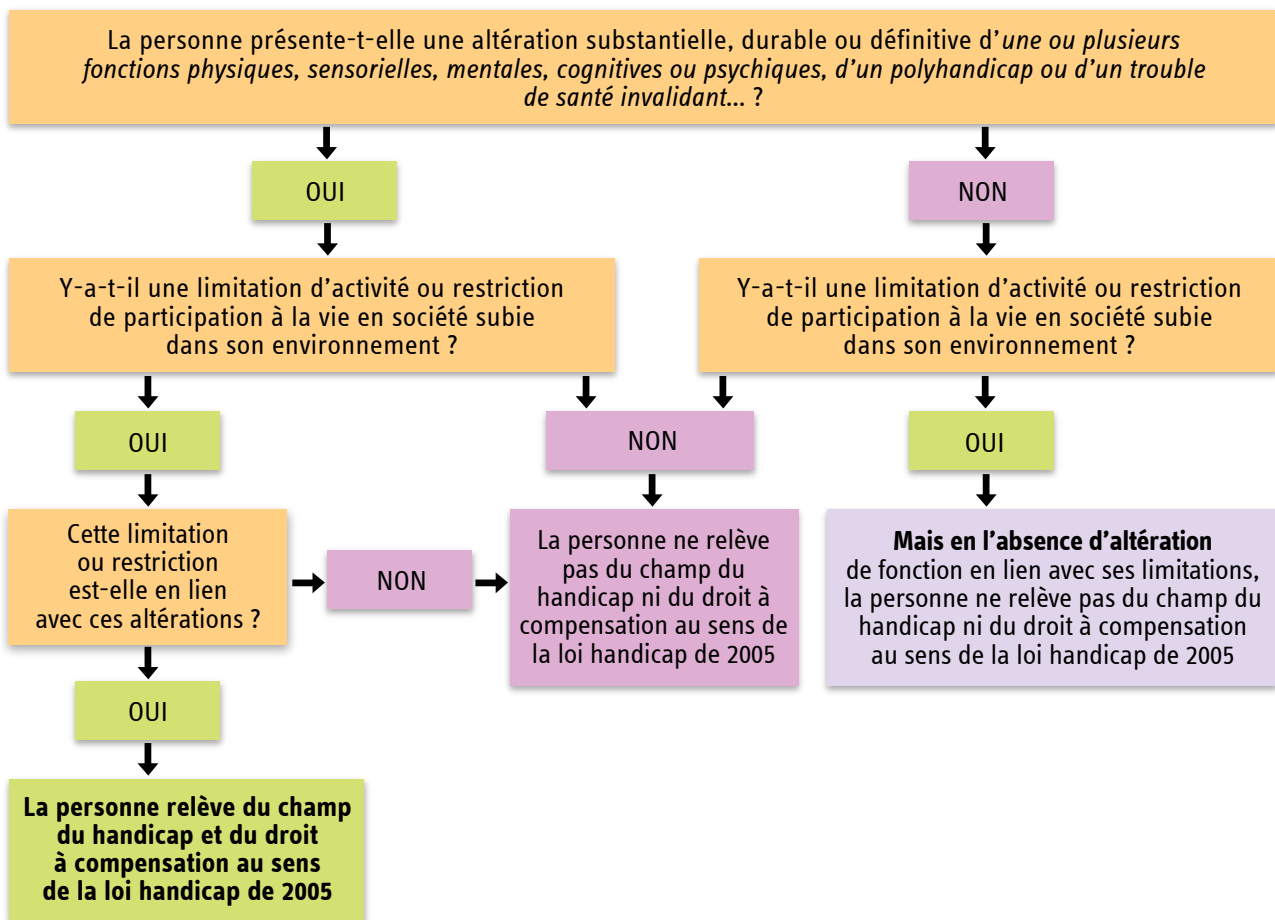 La personne présente-t-elle une altération substantielle, durable ou définitive d’une ou plusieurs
fonctions physiques, sensorielles, mentales, cognitives ou psychiques, d’un polyhandicap ou d’un trouble
de santé invalidant... ?
OUI
NON
Y-a-t-il une limitation d’activité ou restriction
de participation à la vie en société subie
dans son environnement ?
Y-a-t-il une limitation d’activité ou restriction
de participation à la vie en société subie
dans son environnement ?
OUI
NON
OUI
Cette limitation
ou restriction
est-elle en lien
avec ces altérations ?
NON
La personne ne relève
pas du champ du
handicap ni du droit à
compensation au sens de
la loi handicap de 2005
Mais en l’absence d’altération
de fonction en lien avec ses limitations,
la personne ne relève pas du champ du
handicap ni du droit à compensation
au sens de la loi handicap de 2005
OUI
La personne relève du champ
du handicap et du droit
à compensation au sens
de la loi handicap de 2005